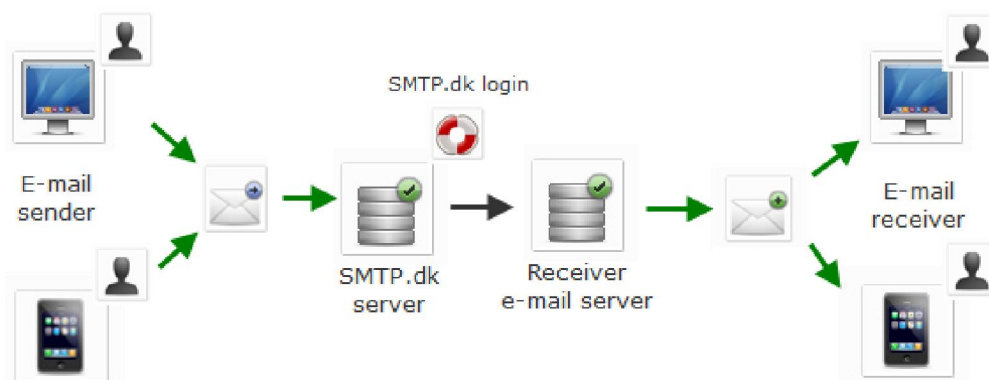 SMTP.dk login
E-mail
sender
SMTP.dk
server
Receiver
e-mail server
E-mail
receiver